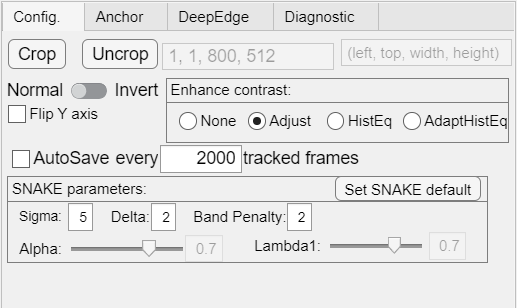 Config. Anchor DeepEdge Diagnostic
Crop Uncrop 1, 1, 800, 512 (left, top, width, height)
Normal Invert Enhance contrast:
Flip Y axis None Adjust HistEq AdaptHistEq
AutoSave every 2000 tracked frames
SNAKE parameters: Set SNAKE default
Sigma: 5 Delta: 2 Band Penalty: 2
Alpha: 0.7 Lambda1: 0.7